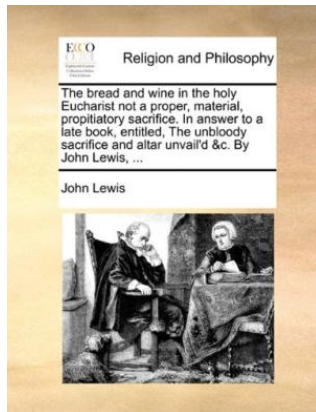 ECCO
Religion and Philosophy
The bread and wine in the holy
Eucharist not a proper, material,
propitiatory sacrifice. In answer to a
late book, entitled, The unbloody
sacrifice and altar unvail'd &c. By
John Lewis, ...
John Lewis